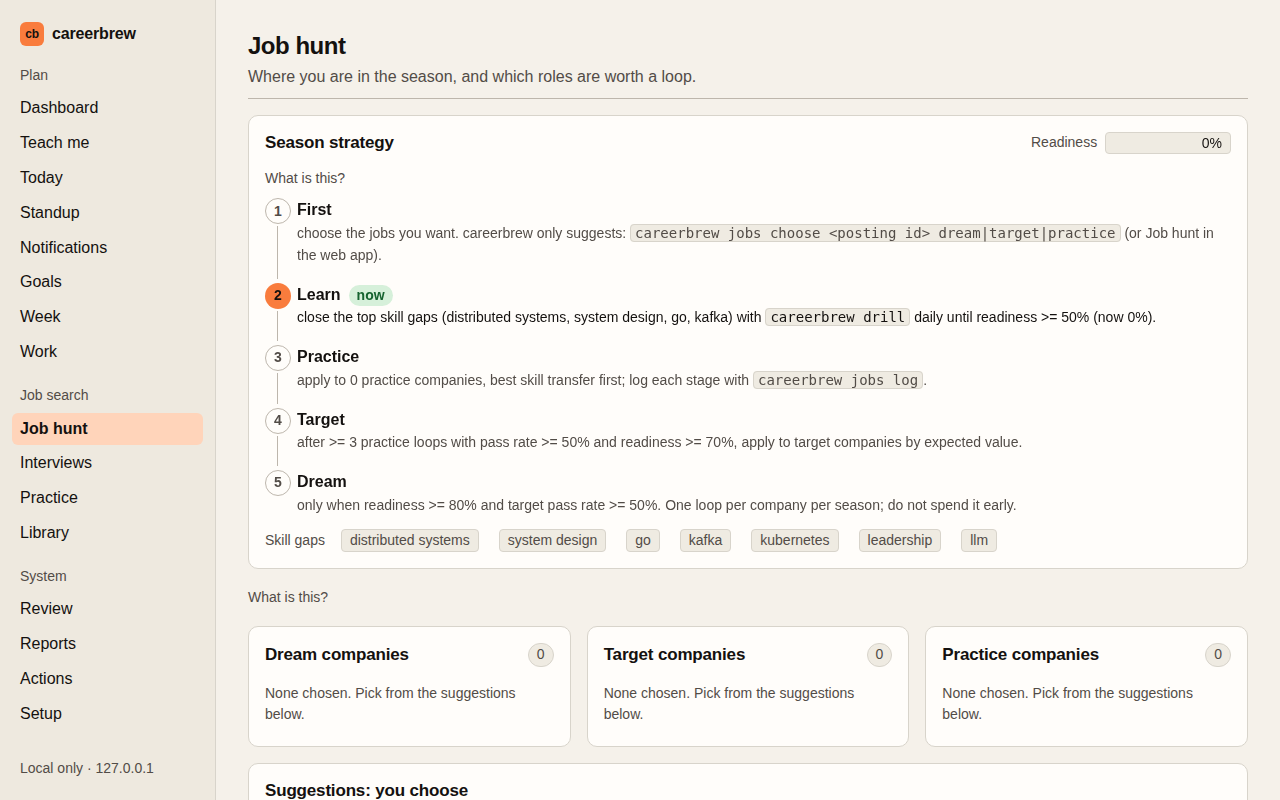 cb careerbrew
Plan
Dashboard
Teach me
Today
Standup
Notifications
Goals
Week
Work
Job search
Job hunt
Interviews
Practice
Library
System
Review
Reports
Actions
Setup
Local only · 127.0.0.1
Job hunt
Where you are in the season, and which roles are worth a loop.
Season strategy
Readiness 0%
What is this?
1 First
choose the jobs you want. careerbrew only suggests: careerbrew jobs choose <posting id> dream|target|practice (or Job hunt in
the web app).
2 Learn now
close the top skill gaps (distributed systems, system design, go, kafka) with careerbrew drill daily until readiness >= 50% (now 0%).
3 Practice
apply to 0 practice companies, best skill transfer first; log each stage with careerbrew jobs log.
4 Target
after >= 3 practice loops with pass rate >= 50% and readiness >= 70%, apply to target companies by expected value.
5 Dream
only when readiness >= 80% and target pass rate >= 50%. One loop per company per season; do not spend it early.
Skill gaps distributed systems system design go kafka kubernetes leadership llm
What is this?
Dream companies 0
None chosen. Pick from the suggestions
below.
Target companies 0
None chosen. Pick from the suggestions
below.
Practice companies 0
None chosen. Pick from the suggestions
below.
Suggestions: you choose